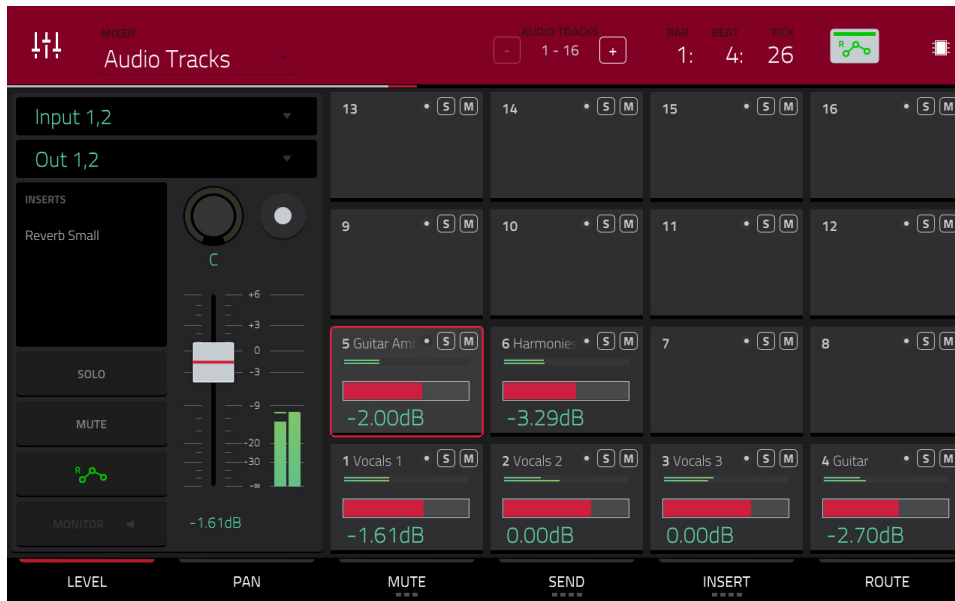 MIXER
Audio Tracks
AUDIO TRACKS
- 1 - 16 +
BAR BEAT TICK
1: 4: 26
R
Input 1,2
Out 1,2
INSERTS
Reverb Small
C
+6
+3
0
-3
-9
-20
-30
-∞
-1.61dB
SOLO
MUTE
R
MONITOR
13 S M
14 S M
15 S M
16 S M
9 S M
10 S M
11 S M
12 S M
5 Guitar Am S M
-2.00dB
6 Harmonies S M
-3.29dB
7 S M
8 S M
1 Vocals 1 S M
-1.61dB
2 Vocals 2 S M
0.00dB
3 Vocals 3 S M
0.00dB
4 Guitar S M
-2.70dB
LEVEL PAN MUTE SEND INSERT ROUTE